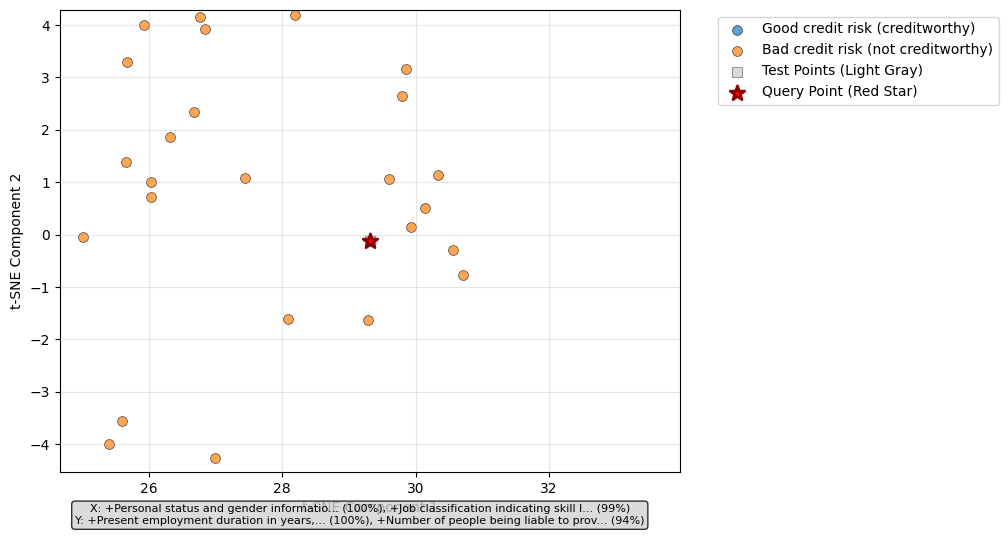 Good credit risk (creditworthy)
Bad credit risk (not creditworthy)
Test Points (Light Gray)
Query Point (Red Star)
t-SNE Component 2
4
3
2
1
0
−1
−2
−3
−4
26 28 30 32
X: +Personal status and gender informatio... (100%), +Job classification indicating skill l... (99%)
Y: +Present employment duration in years,... (100%), +Number of people being liable to prov... (94%)